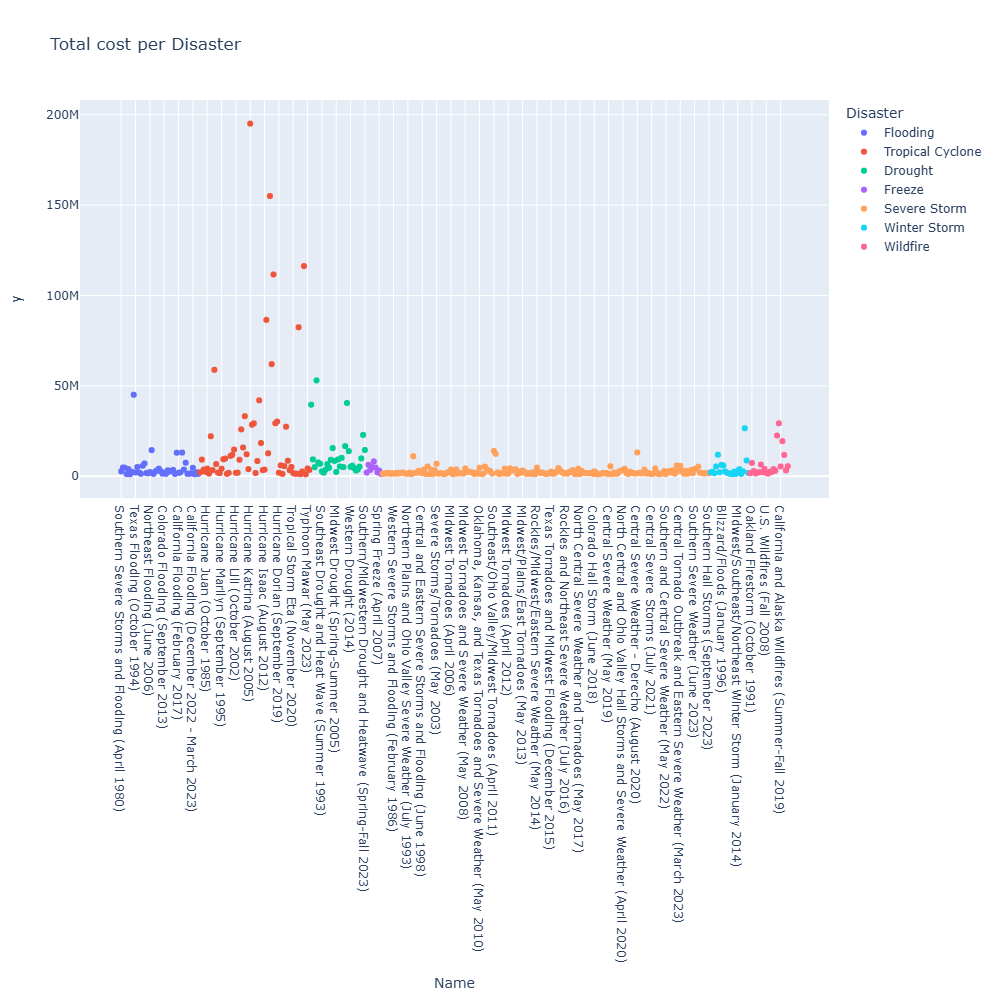 Total cost per Disaster
Disaster
Flooding
Tropical Cyclone
Drought
Freeze
Severe Storm
Winter Storm
Wildfire
200M
150M
100M
50M
0
y
Southern Severe Storms and Flooding (April 1980)
Texas Flooding (October 1994)
Northeast Flooding (June 2006)
Colorado Flooding (September 2013)
California Flooding (February 2017)
California Flooding (December 2022 - March 2023)
Hurricane Juan (October 1985)
Hurricane Marilyn (September 1995)
Hurricane Lili (October 2002)
Hurricane Katrina (August 2005)
Hurricane Isaac (August 2012)
Hurricane Dorian (September 2019)
Tropical Storm Eta (November 2020)
Typhoon Mawar (May 2023)
Southeast Drought and Heat Wave (Summer 1993)
Midwest Drought (Spring-Summer 2005)
Western Drought (2014)
Southern/Midwestern Drought and Heatwave (Spring-Fall 2023)
Spring Freeze (April 2007)
Western Severe Storms and Flooding (February 1986)
Northern Plains and Ohio Valley Severe Weather (July 1993)
Central and Eastern Severe Storms and Flooding (June 1998)
Severe Storms/Tornadoes (May 2003)
Midwest Tornadoes (April 2006)
Midwest Tornadoes and Severe Weather (May 2008)
Oklahoma, Kansas, and Texas Tornadoes and Severe Weather (May 2010)
Southeast/Ohio Valley/Midwest Tornadoes (April 2011)
Midwest Tornadoes (April 2012)
Midwest/Plains/East Tornadoes (May 2013)
Rockies/Midwest/Eastern Severe Weather (May 2014)
Texas Tornadoes and Midwest Flooding (December 2015)
Rockies and Northeast Severe Weather (July 2016)
North Central Severe Weather and Tornadoes (May 2017)
Colorado Hail Storm (June 2018)
Central Severe Weather (May 2019)
North Central and Ohio Valley Hail Storms and Severe Weather (April 2020)
Central Severe Weather - Derecho (August 2020)
Central Severe Storms (July 2021)
Southern and Central Severe Weather (May 2022)
Central Tornado Outbreak and Eastern Severe Weather (March 2023)
Southern Severe Weather (June 2023)
Southern Hail Storms (September 2023)
Blizzard/Floods (January 1996)
Midwest/Southeast/Northeast Winter Storm (January 2014)
Oakland Firestorm (October 1991)
U.S. Wildfires (Fall 2008)
California and Alaska Wildfires (Summer-Fall 2019)
Name